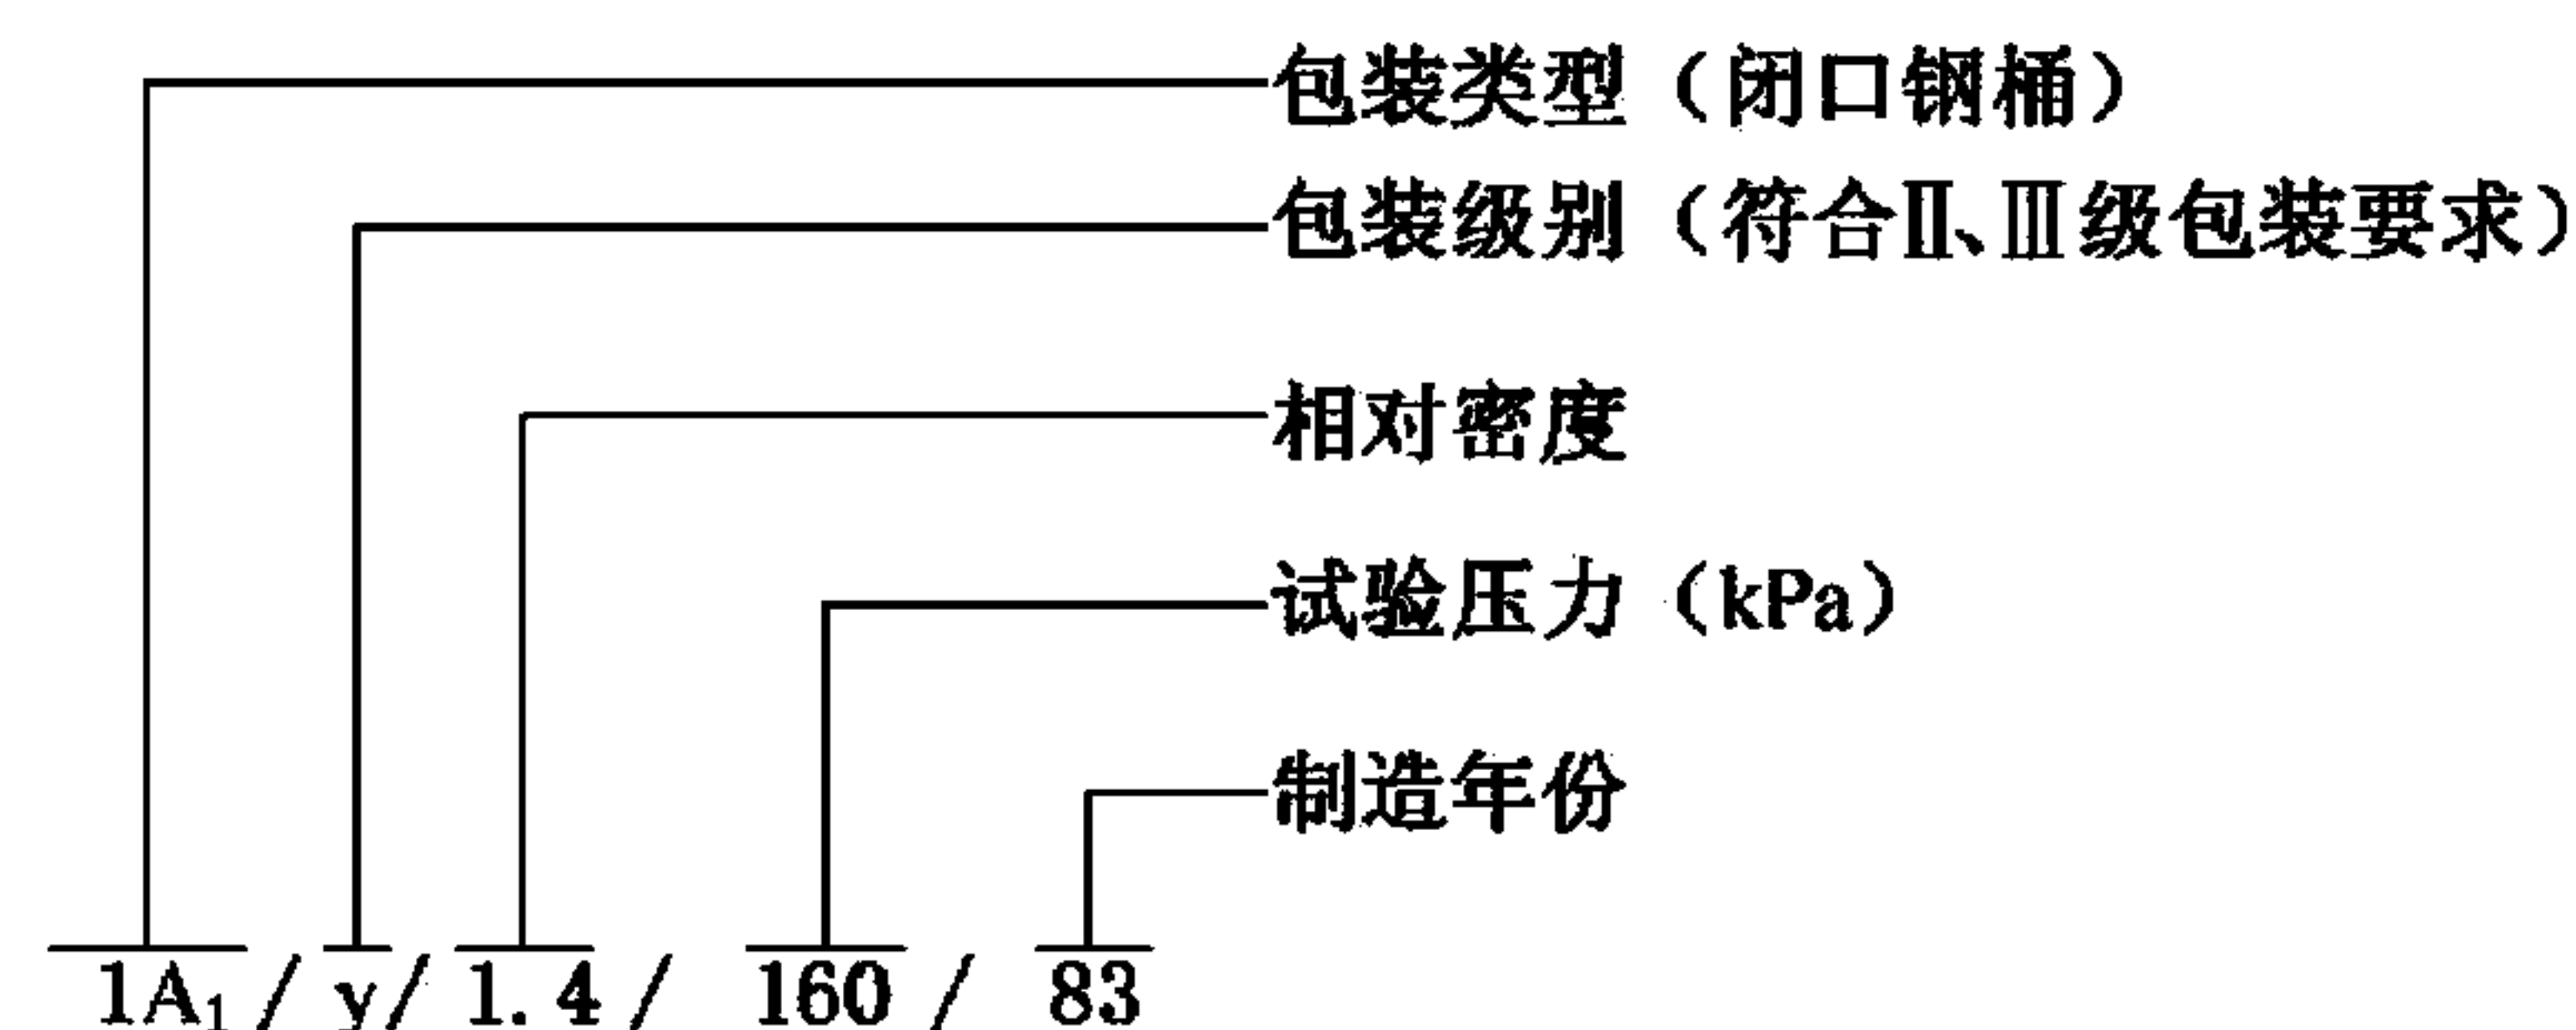 包装类型（闭口钢桶）
包装级别（符合Ⅱ、Ⅲ级包装要求）
相对密度
试验压力（kPa）
制造年份
1A₁/y/1.4/160/83